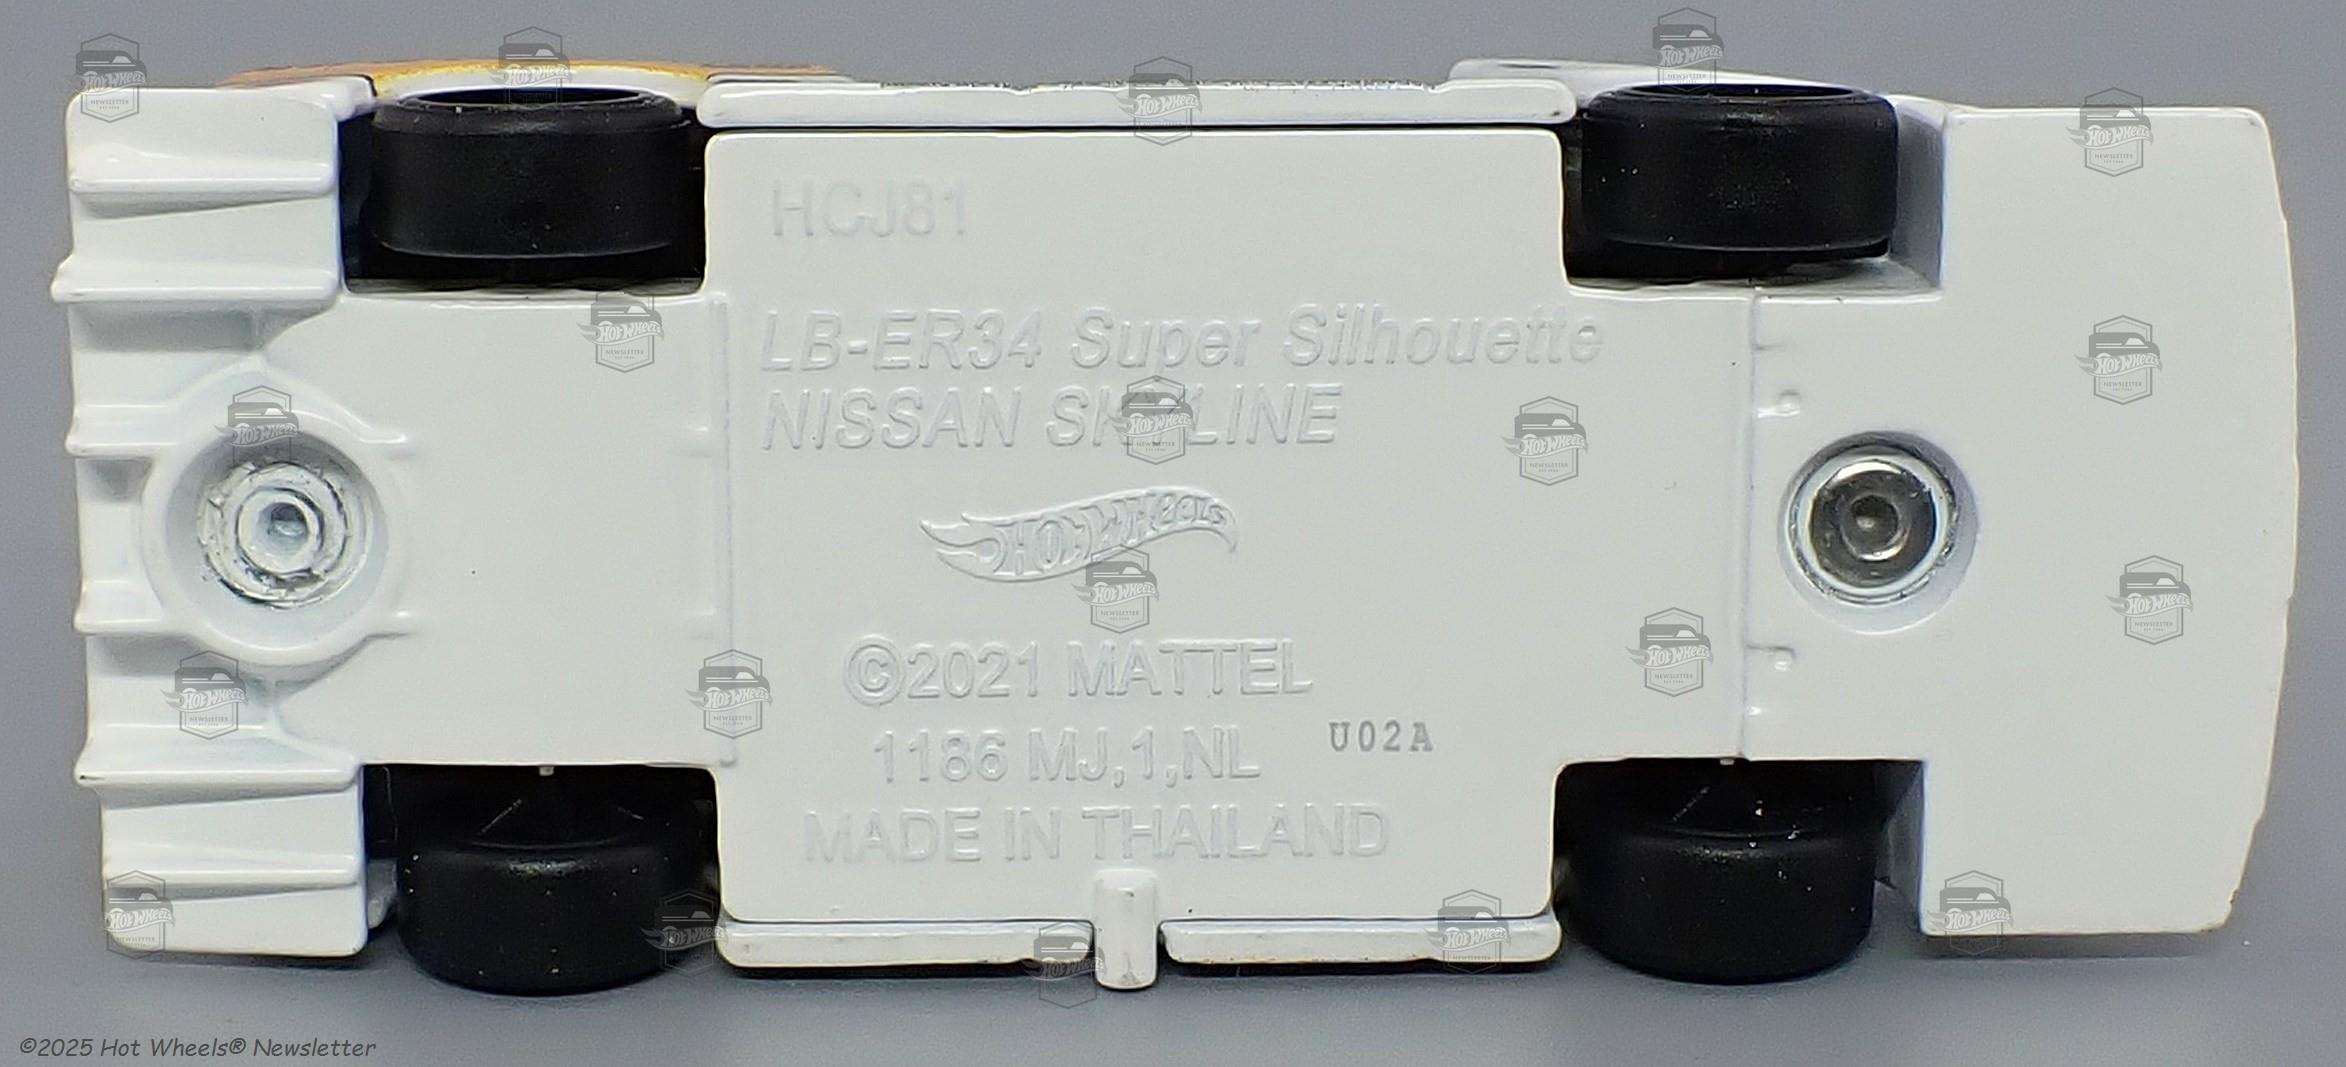 HCJ81
LB-ER34 Super Silhouette
NISSAN SKYLINE
Hot Wheels
©2021 MATTEL
1186 MJ,1,NL
U02A
MADE IN THAILAND
©2025 Hot Wheels® Newsletter